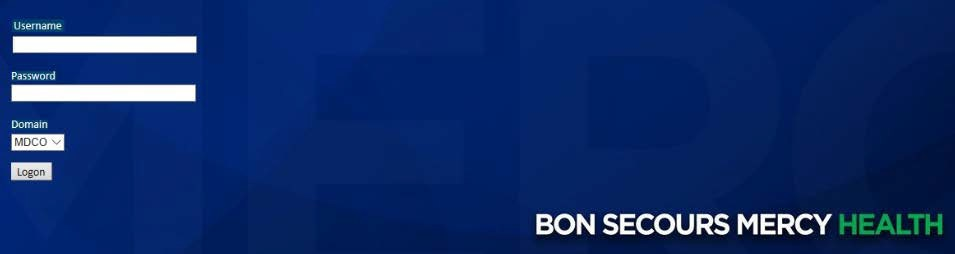 Username
Password
Domain
MDCO
Logon
BON SECOURS MERCY HEALTH